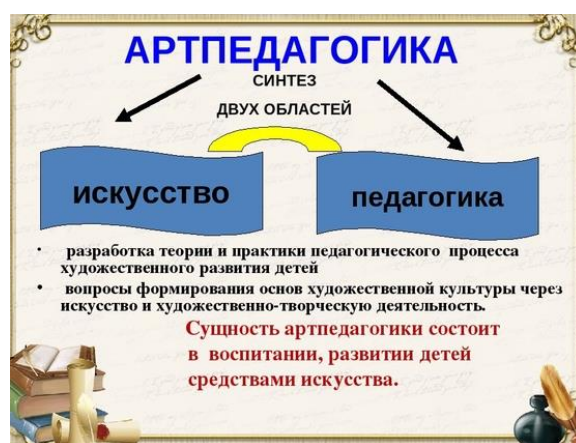 АРТПЕДАГОГИКА
СИНТЕЗ
ДВУХ ОБЛАСТЕЙ
искусство
педагогика
• разработка теории и практики педагогического процесса
художественного развития детей
• вопросы формирования основ художественной культуры через
искусство и художественно-творческую деятельность.
Сущность артпедагогики состоит
в воспитании, развитии детей
средствами искусства.